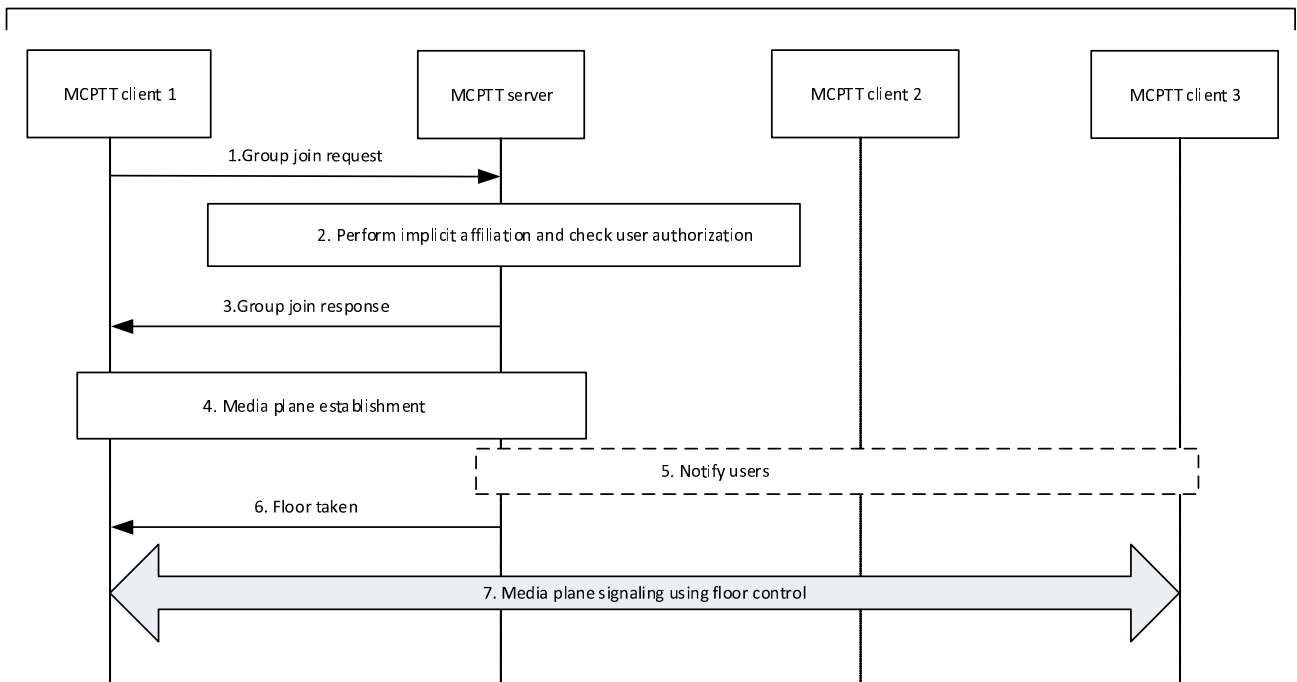 MCPTT client 1
MCPTT server
MCPTT client 2
MCPTT client 3
1.Group join request
2. Perform implicit affiliation and check user authorization
3.Group join response
4. Media plane establishment
5. Notify users
6. Floor taken
7. Media plane signaling using floor control